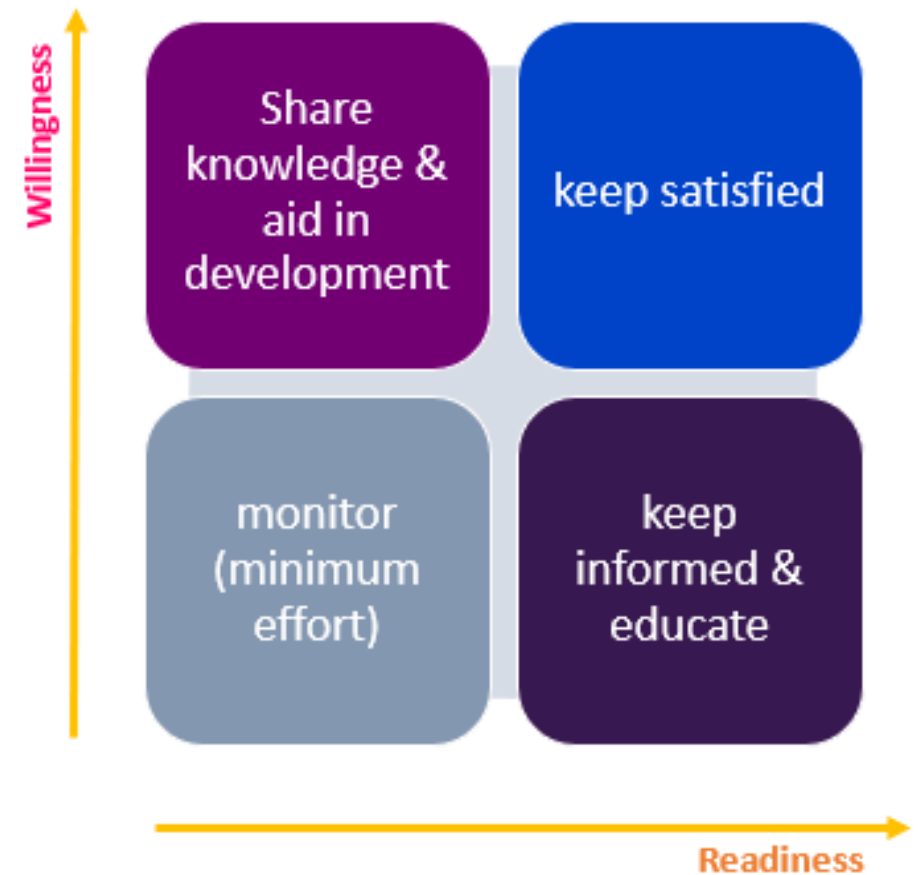 Willingness
Share
knowledge &
aid in
development
keep satisfied
monitor
(minimum
effort)
keep
informed &
educate
Readiness